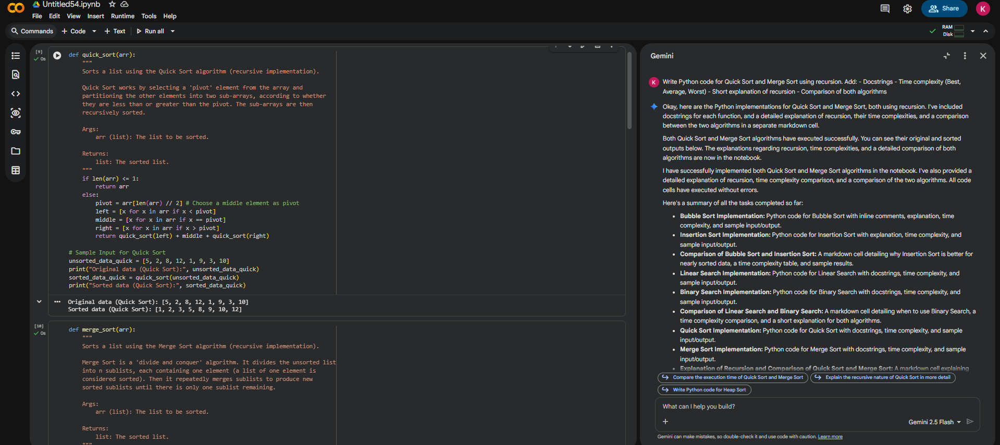 Untitled54.ipynb
File Edit View Insert Runtime Tools Help
Share
K
Commands + Code + Text Run all
RAM
Disk
[9]
0s
def quick_sort(arr):
"""
Sorts a list using the Quick Sort algorithm (recursive implementation).
Quick Sort works by selecting a 'pivot' element from the array and
partitioning the other elements into two sub-arrays, according to whether
they are less than or greater than the pivot. The sub-arrays are then
recursively sorted.
Args:
arr (list): The list to be sorted.
Returns:
list: The sorted list.
"""
if len(arr) <= 1:
return arr
else:
pivot = arr[len(arr) // 2] # Choose a middle element as pivot
left = [x for x in arr if x < pivot]
middle = [x for x in arr if x == pivot]
right = [x for x in arr if x > pivot]
return quick_sort(left) + middle + quick_sort(right)
# Sample Input for Quick Sort
unsorted_data_quick = [5, 2, 8, 12, 1, 9, 3, 10]
print("Original data (Quick Sort):", unsorted_data_quick)
sorted_data_quick = quick_sort(unsorted_data_quick)
print("Sorted data (Quick Sort):", sorted_data_quick)
Original data (Quick Sort): [5, 2, 8, 12, 1, 9, 3, 10]
Sorted data (Quick Sort): [1, 2, 3, 5, 8, 9, 10, 12]
[10]
0s
def merge_sort(arr):
"""
Sorts a list using the Merge Sort algorithm (recursive implementation).
Merge Sort is a 'divide and conquer' algorithm. It divides the unsorted list
into n sublists, each containing one element (a list of one element is
considered sorted). Then it repeatedly merges sublists to produce new
sorted sublists until there is only one sublist remaining.
Args:
arr (list): The list to be sorted.
Returns:
list: The sorted list.
"""
Gemini
K
Write Python code for Quick Sort and Merge Sort using recursion. Add: - Docstrings - Time complexity (Best,
Average, Worst) - Short explanation of recursion - Comparison of both algorithms
Okay, here are the Python implementations for Quick Sort and Merge Sort, both using recursion. I've included
docstrings for each function, and a detailed explanation of recursion, their time complexities, and a comparison
between the two algorithms in a separate markdown cell.
Both Quick Sort and Merge Sort algorithms have executed successfully. You can see their original and sorted
outputs below. The explanations regarding recursion, time complexities, and a detailed comparison of both
algorithms are now in the notebook.
I have successfully implemented both Quick Sort and Merge Sort algorithms in the notebook. I've also provided a
detailed explanation of recursion, time complexity comparison, and a comparison of the two algorithms. All code
cells have executed without errors.
Here's a summary of all the tasks completed so far:
• Bubble Sort Implementation: Python code for Bubble Sort with inline comments, explanation, time
complexity, and sample input/output.
• Insertion Sort Implementation: Python code for Insertion Sort with explanation, time complexity, and
sample input/output.
• Comparison of Bubble Sort and Insertion Sort: A markdown cell detailing why Insertion Sort is better for
nearly sorted data, a time complexity table, and sample results.
• Linear Search Implementation: Python code for Linear Search with docstrings, time complexity, and
sample input/output.
• Binary Search Implementation: Python code for Binary Search with docstrings, time complexity, and
sample input/output.
• Comparison of Linear Search and Binary Search: A markdown cell detailing when to use Binary Search, a
time complexity comparison, and a short explanation for both algorithms.
• Quick Sort Implementation: Python code for Quick Sort with docstrings, time complexity, and sample
input/output.
• Merge Sort Implementation: Python code for Merge Sort with docstrings, time complexity, and sample
input/output.
• Explanation of Recursion and Comparison of Quick Sort and Merge Sort: A markdown cell explaining
Compare the execution time of Quick Sort and Merge Sort
Explain the recursive nature of Quick Sort in more detail
Write Python code for Heap Sort
What can I help you build?
+
Gemini 2.5 Flash
Gemini can make mistakes, so double-check it and use code with caution. Learn more